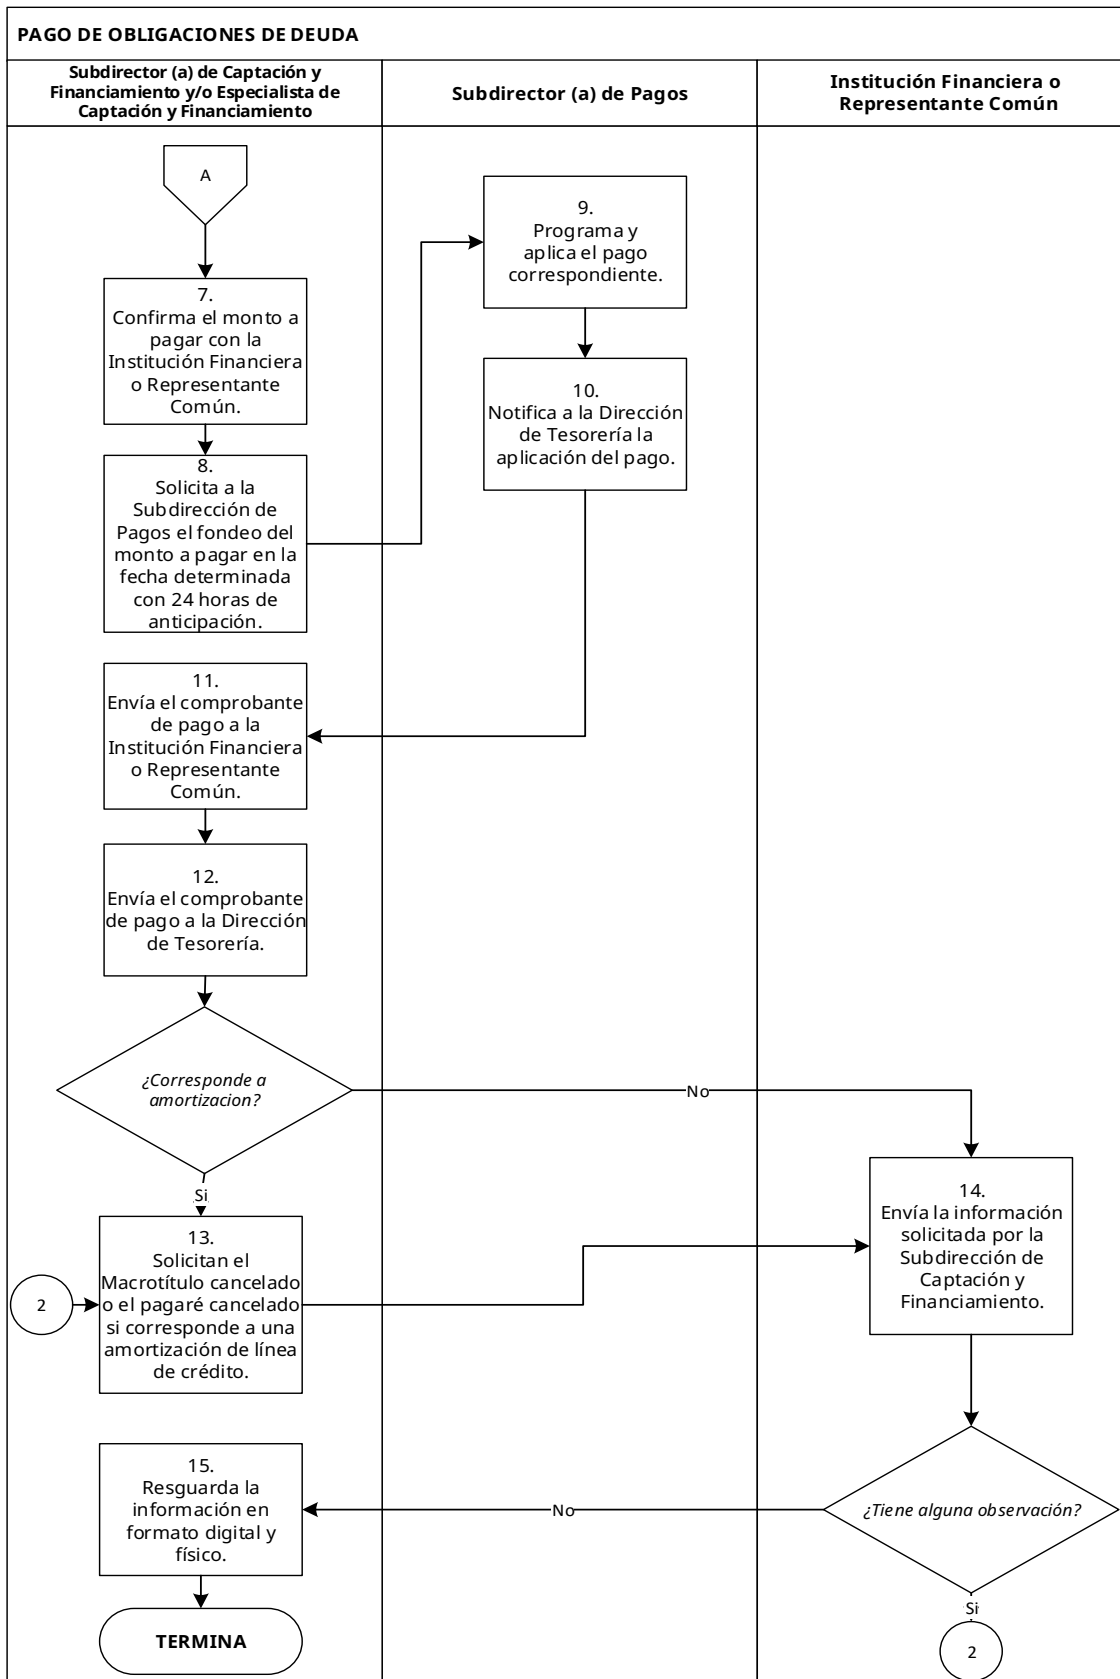 PAGO DE OBLIGACIONES DE DEUDA
Subdirector (a) de Captación y
Financiamiento y/o Especialista de
Captación y Financiamiento
Subdirector (a) de Pagos
Institución Financiera o
Representante Común
A
7.
Confirma el monto a
pagar con la
Institución Financiera
o Representante
Común.
8.
Solicita a la
Subdirección de
Pagos el fondeo del
monto a pagar en la
fecha determinada
con 24 horas de
anticipación.
9.
Programa y
aplica el pago
correspondiente.
10.
Notifica a la Dirección
de Tesorería la
aplicación del pago.
11.
Envía el comprobante
de pago a la
Institución Financiera
o Representante
Común.
12.
Envía el comprobante
de pago a la Dirección
de Tesorería.
¿Corresponde a
amortizacion?
No
Si
13.
Solicitan el
Macrotítulo cancelado
o el pagaré cancelado
si corresponde a una
amortización de línea
de crédito.
2
14.
Envía la información
solicitada por la
Subdirección de
Captación y
Financiamiento.
¿Tiene alguna observación?
No
Si
2
15.
Resguarda la
información en
formato digital y
físico.
TERMINA